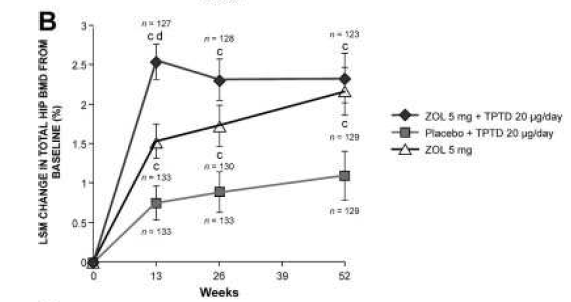 B
LSM CHANGE IN TOTAL HIP BMD FROM
BASELINE (%)
3
2.5
2
1.5
1
0.5
0
n = 127
c d
n = 128
c
n = 123
c
c
n = 133
c
n = 130
c
n = 129
n = 133
n = 133
n = 129
0
13
26
39
52
Weeks
ZOL 5 mg + TPTD 20 µg/day
Placebo + TPTD 20 µg/day
ZOL 5 mg